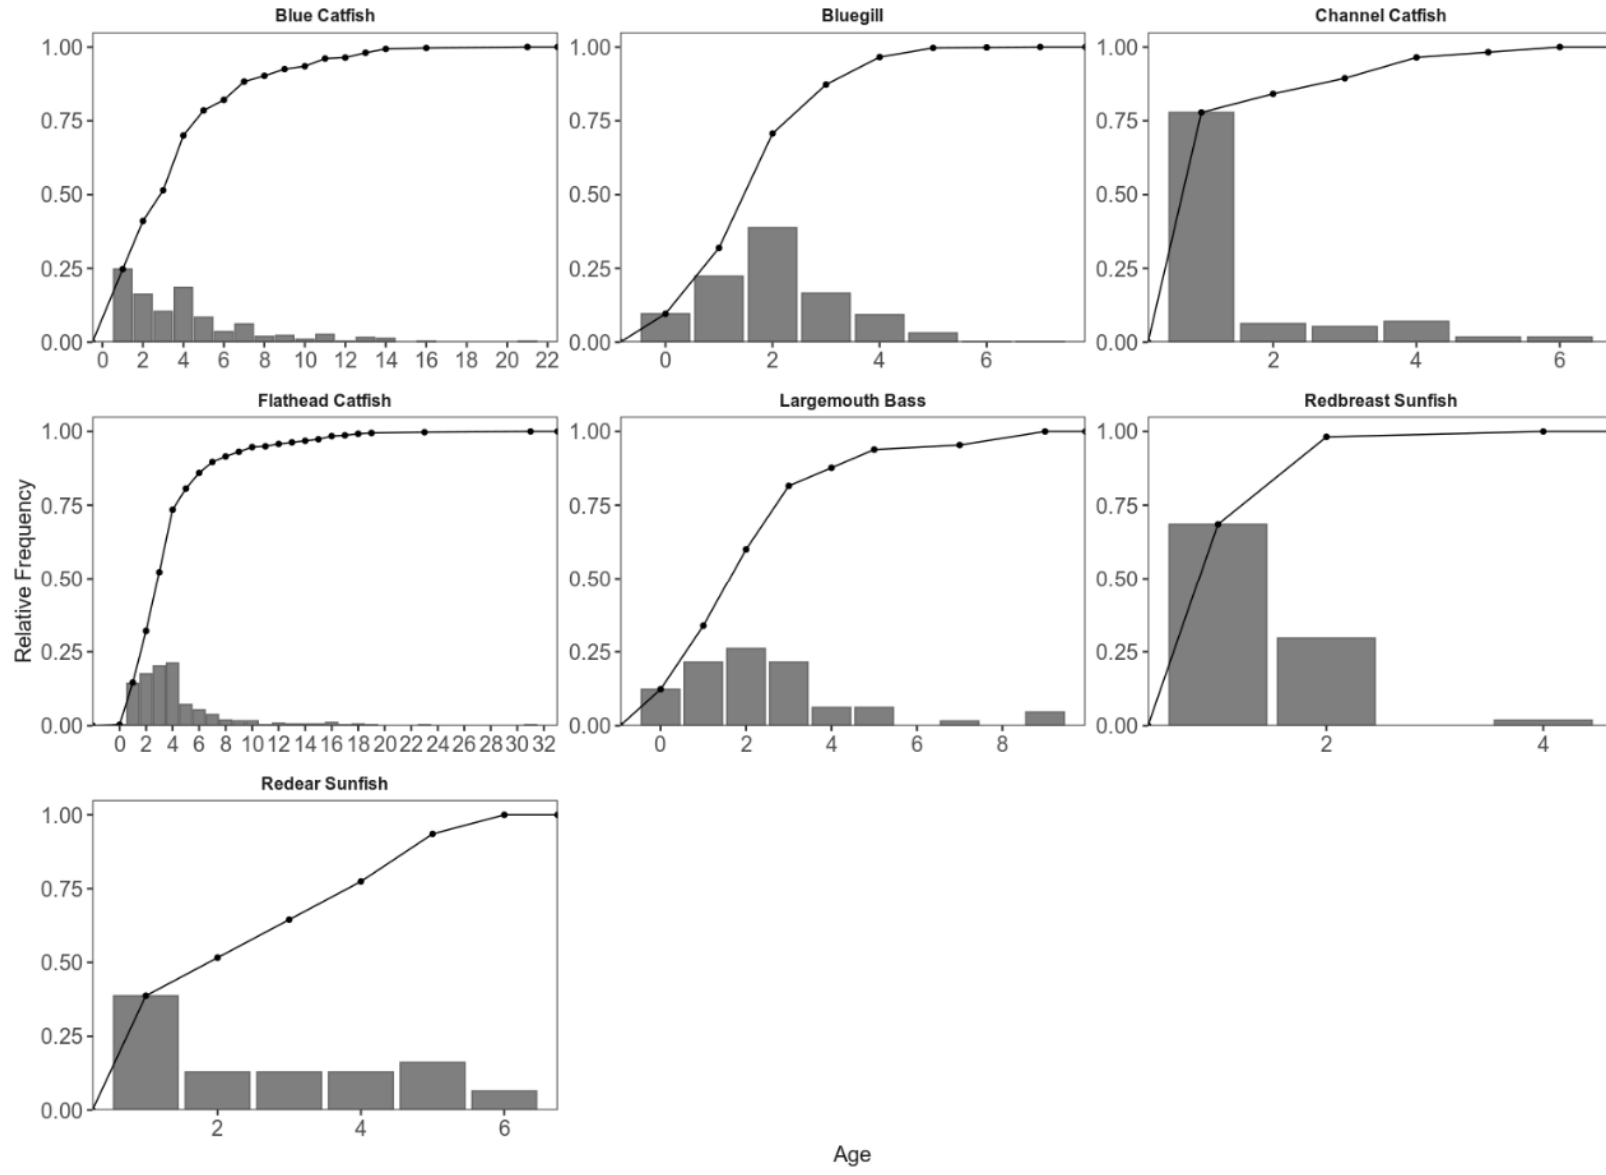 Blue Catfish Bluegill Channel Catfish
1.00 1.00 1.00
0.75 0.75 0.75
0.50 0.50 0.50
0.25 0.25 0.25
0.00 0.00 0.00
0 2 4 6 8 10 12 14 16 18 20 22 0 2 4 6 2 4 6
Flathead Catfish Largemouth Bass Redbreast Sunfish
1.00 1.00 1.00
0.75 0.75 0.75
0.50 0.50 0.50
0.25 0.25 0.25
0.00 0.00 0.00
0 2 4 6 8 10 12 14 16 18 20 22 24 26 28 30 32 0 2 4 6 8 2 4
Relative Frequency
Redear Sunfish
1.00
0.75
0.50
0.25
0.00
2 4 6
Age